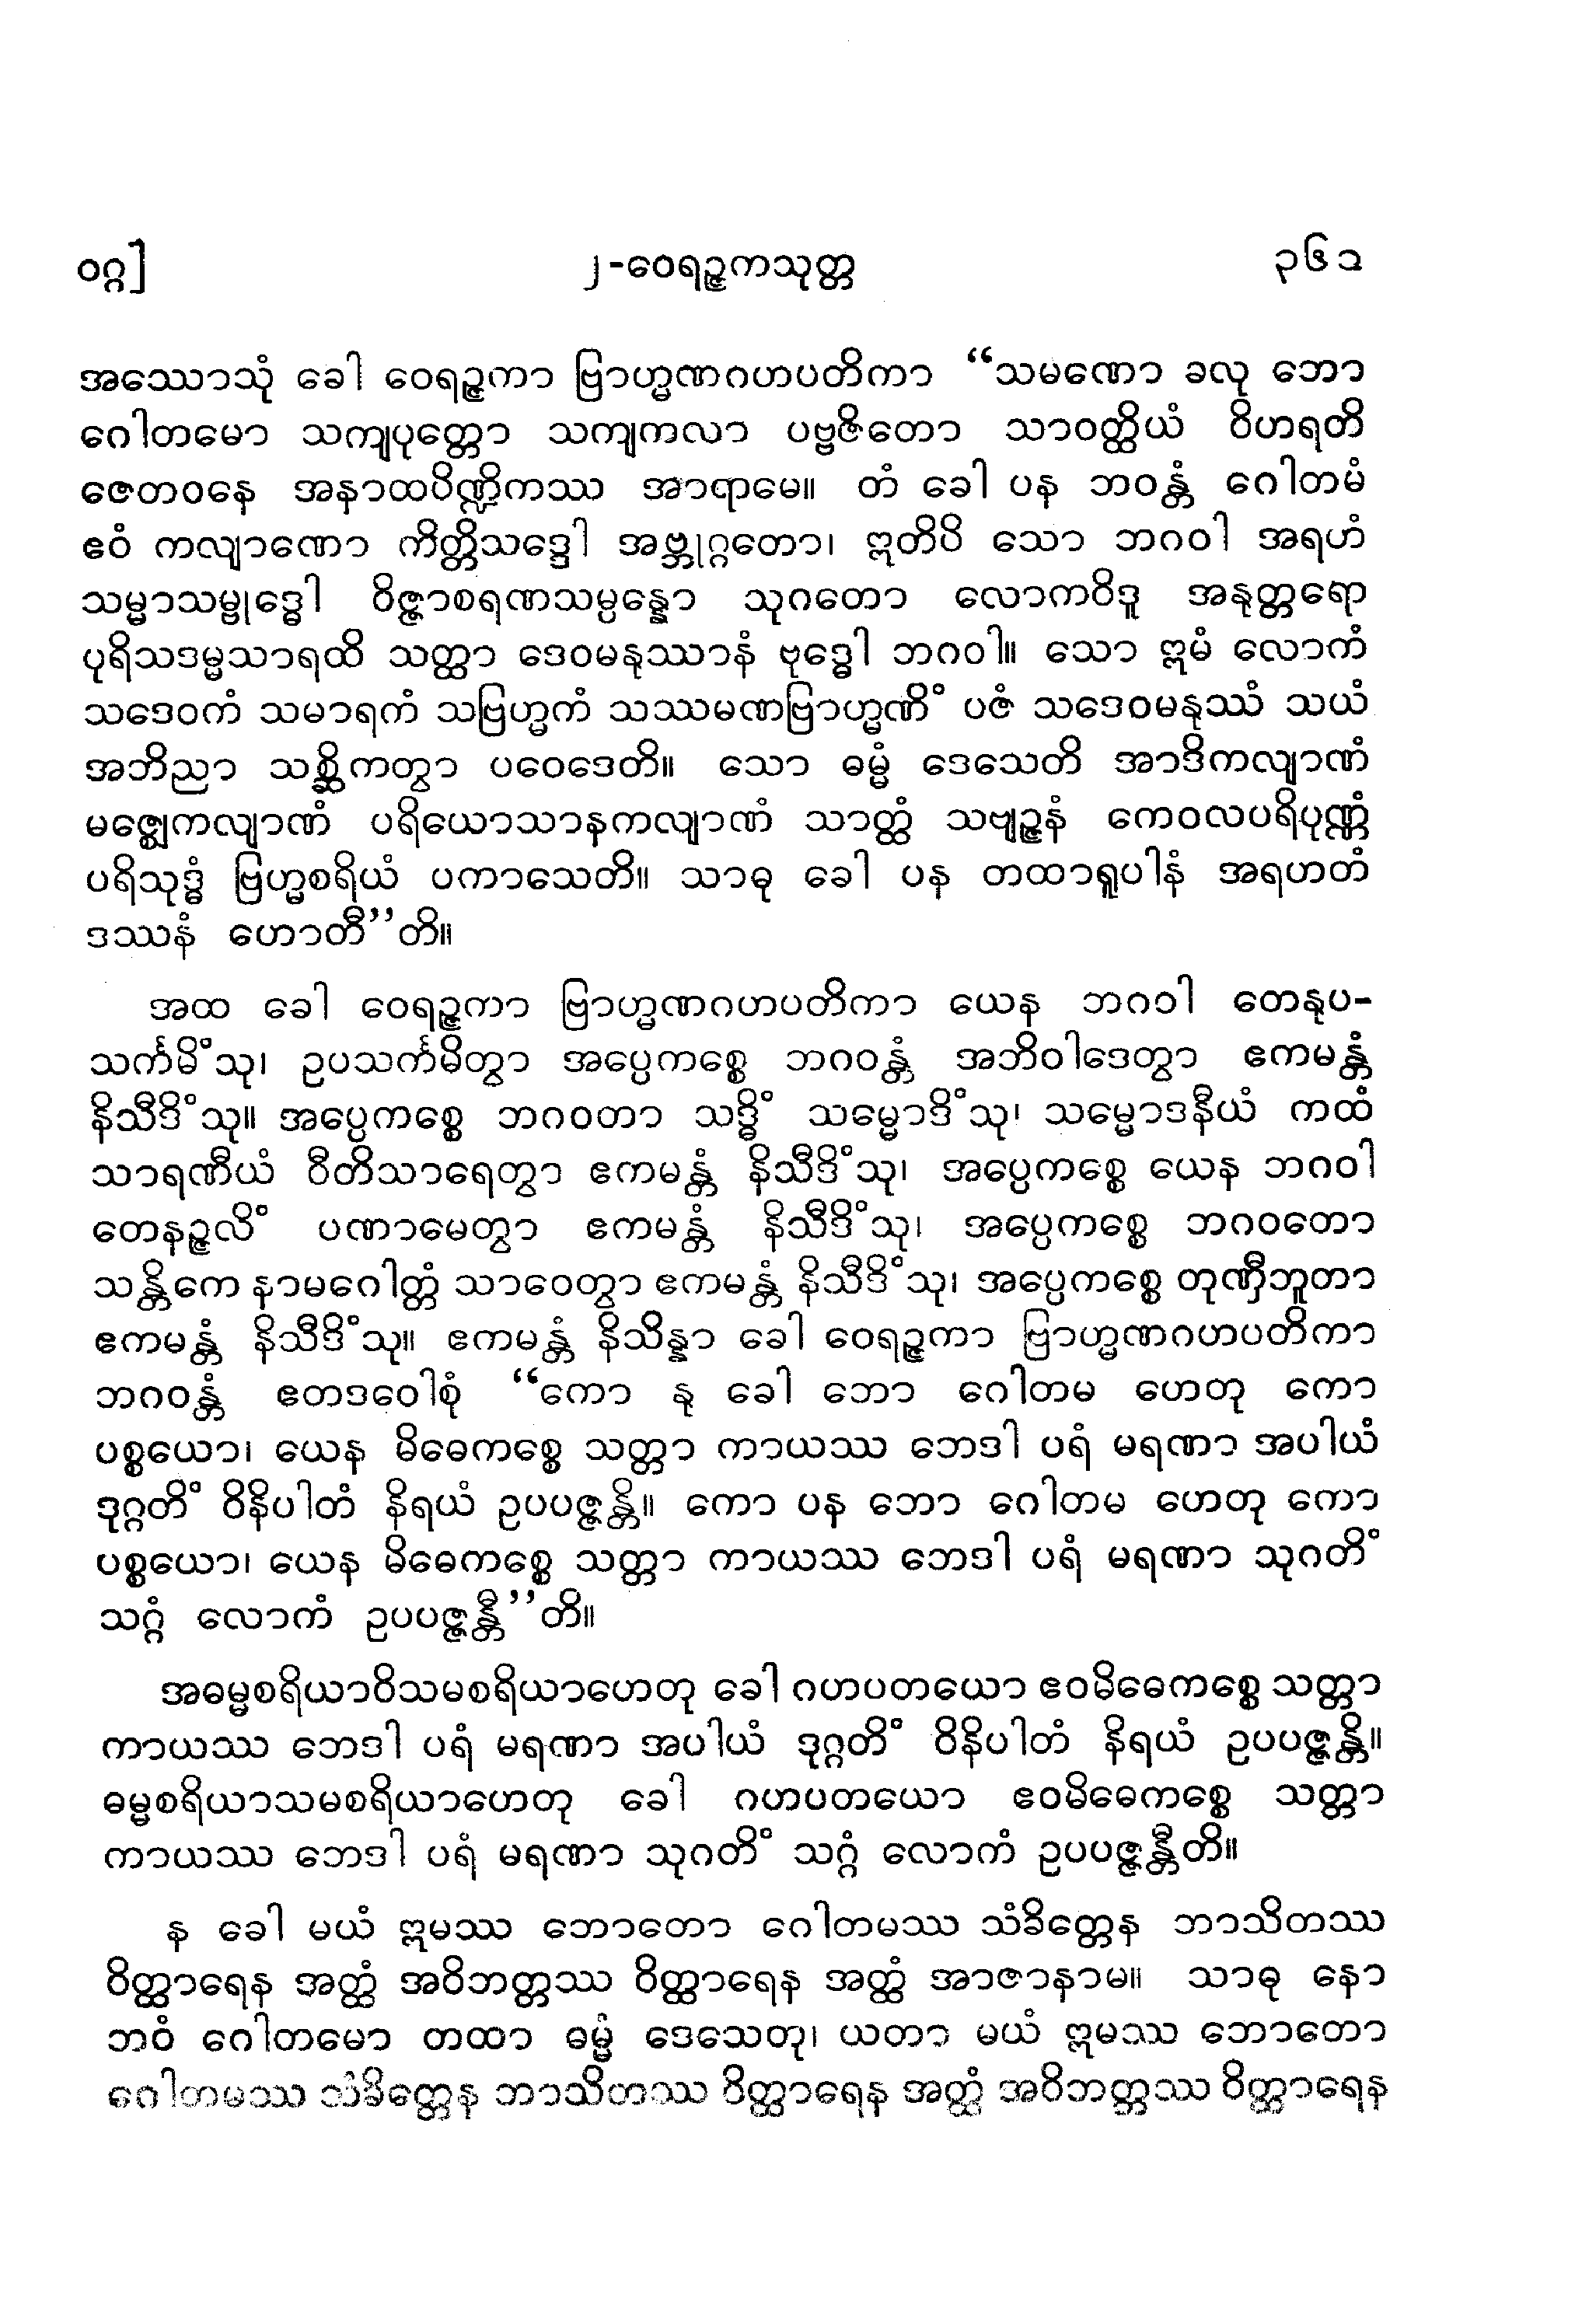 ဝဂ္ဂ]
၂-ဝေရဉ္ဇကသုတ္တ
၃၆၁
အဿောသုံ ခေါ ဝေရဉ္ဇကာ ဗြာဟ္မဏဂဟပတိကာ “သမဏော ခလု ဘော
ဂေါတမော သကျပုတ္တော သကျကလာ ပဗ္ဗဇိတော သာဝတ္ထိယံ ဝိဟရတိ
ဇေတဝနေ အနာထပိဏ္ဍိကဿ အာရာမေ။ တံ ခေါ ပန ဘဝန္တံ ဂေါတမံ
ဧဝံ ကလျာဏော ကိတ္တိသဒ္ဒေါ အဗ္ဘုဂ္ဂတော၊ ဣတိပိ သော ဘဂဝါ အရဟံ
သမ္မာသမ္ဗုဒ္ဓေါ ဝိဇ္ဇာစရဏသမ္ပန္နော သုဂတော လောကဝိဒူ အနုတ္တရော
ပုရိသဒမ္မသာရထိ သတ္ထာ ဒေဝမနုဿာနံ ဗုဒ္ဓေါ ဘဂဝါ။ သော ဣမံ လောကံ
သဒေဝကံ သမာရကံ သဗြဟ္မကံ သဿမဏဗြာဟ္မဏိံ ပဇံ သဒေဝမနုဿံ သယံ
အဘိညာ သစ္ဆိကတွာ ပဝေဒေတိ။ သော ဓမ္မံ ဒေသေတိ အာဒိကလျာဏံ
မဇ္ဈေကလျာဏံ ပရိယောသာနကလျာဏံ သာတ္ထံ သဗျဉ္ဇနံ ကေဝလပရိပုဏ္ဏံ
ပရိသုဒ္ဓံ ဗြဟ္မစရိယံ ပကာသေတိ။ သာဓု ခေါ ပန တထာရူပါနံ အရဟတံ
ဒဿနံ ဟောတီ”တိ။
အထ ခေါ ဝေရဉ္ဇကာ ဗြာဟ္မဏဂဟပတိကာ ယေန ဘဂဝါ တေနုပ-
သင်္ကမိံသု၊ ဥပသင်္ကမိတွာ အပ္ပေကစ္စေ ဘဂဝန္တံ အဘိဝါဒေတွာ ဧကမန္တံ
နိသီဒိံသု။ အပ္ပေကစ္စေ ဘဂဝတာ သဒ္ဓိံ သမ္မောဒိံသု၊ သမ္မောဒနီယံ ကထံ
သာရဏီယံ ဝီတိသာရေတွာ ဧကမန္တံ နိသီဒိံသု၊ အပ္ပေကစ္စေ ယေန ဘဂဝါ
တေနဉ္ဇလိံ ပဏာမေတွာ ဧကမန္တံ နိသီဒိံသု၊ အပ္ပေကစ္စေ ဘဂဝတော
သန္တိကေ နာမဂေါတ္တံ သာဝေတွာ ဧကမန္တံ နိသီဒိံသု၊ အပ္ပေကစ္စေ တုဏှီဘူတာ
ဧကမန္တံ နိသီဒိံသု။ ဧကမန္တံ နိသိန္နာ ခေါ ဝေရဉ္ဇကာ ဗြာဟ္မဏဂဟပတိကာ
ဘဂဝန္တံ ဧတဒဝေါစုံ “ကော နု ခေါ ဘော ဂေါတမ ဟေတု ကော
ပစ္စယော၊ ယေန မိဓေကစ္စေ သတ္တာ ကာယဿ ဘေဒါ ပရံ မရဏာ အပါယံ
ဒုဂ္ဂတိံ ဝိနိပါတံ နိရယံ ဥပပဇ္ဇန္တိ။ ကော ပန ဘော ဂေါတမ ဟေတု ကော
ပစ္စယော၊ ယေန မိဓေကစ္စေ သတ္တာ ကာယဿ ဘေဒါ ပရံ မရဏာ သုဂတိံ
သဂ္ဂံ လောကံ ဥပပဇ္ဇန္တီ”တိ။
အဓမ္မစရိယာဝိသမစရိယာဟေတု ခေါ ဂဟပတယော ဧဝမိဓေကစ္စေ သတ္တာ
ကာယဿ ဘေဒါ ပရံ မရဏာ အပါယံ ဒုဂ္ဂတိံ ဝိနိပါတံ နိရယံ ဥပပဇ္ဇန္တိ။
ဓမ္မစရိယာသမစရိယာဟေတု ခေါ ဂဟပတယော ဧဝမိဓေကစ္စေ သတ္တာ
ကာယဿ ဘေဒါ ပရံ မရဏာ သုဂတိံ သဂ္ဂံ လောကံ ဥပပဇ္ဇန္တီတိ။
န ခေါ မယံ ဣမဿ ဘောတော ဂေါတမဿ သံခိတ္တေန ဘာသိတဿ
ဝိတ္ထာရေန အတ္ထံ အဝိဘတ္တဿ ဝိတ္ထာရေန အတ္ထံ အာဇာနာမ။ သာဓု နော
ဘဝံ ဂေါတမော တထာ ဓမ္မံ ဒေသေတု၊ ယတာ မယံ ဣမဿ ဘောတော
ဂေါတမဿ သံခိတ္တေန ဘာသိတဿ ဝိတ္ထာရေန အတ္ထံ အဝိဘတ္တဿ ဝိတ္ထာရေန